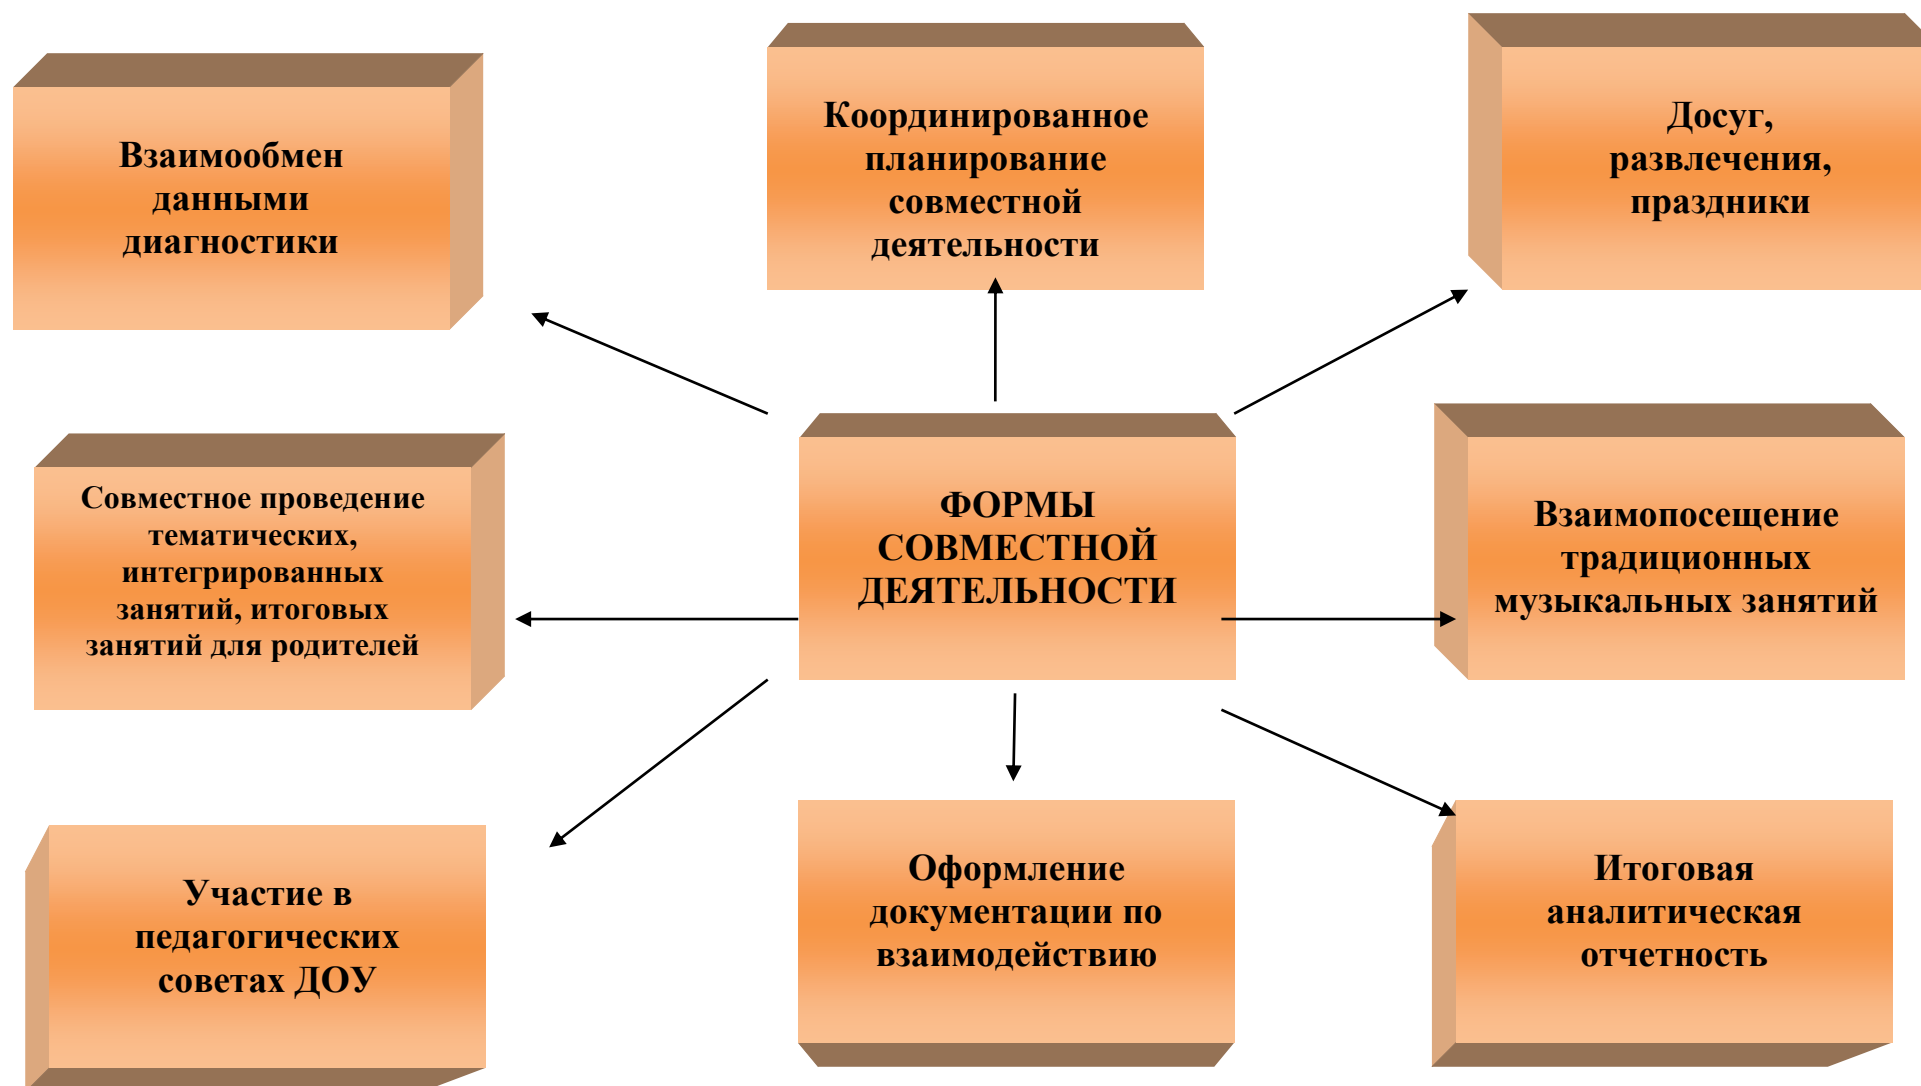 Взаимообмен
данными
диагностики
Координированное
планирование
совместной
деятельности
Досуг,
развлечения,
праздники
Совместное проведение
тематических,
интегрированных
занятий, итоговых
занятий для родителей
ФОРМЫ
СОВМЕСТНОЙ
ДЕЯТЕЛЬНОСТИ
Взаимопосещение
традиционных
музыкальных занятий
Участие в
педагогических
советах ДОУ
Оформление
документации по
взаимодействию
Итоговая
аналитическая
отчетность